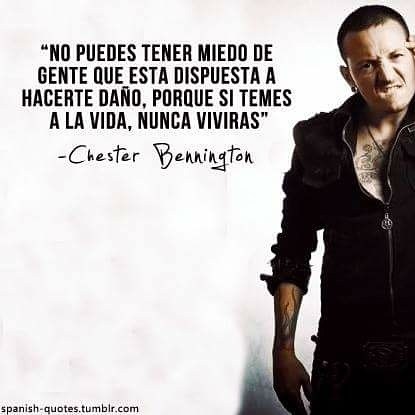 “NO PUEDES TENER MIEDO DE
GENTE QUE ESTA DISPUESTA A
HACERTE DAÑO, PORQUE SI TEMES
A LA VIDA, NUNCA VIVIRAS”
-Chester Bennington
spanish-quotes.tumblr.com